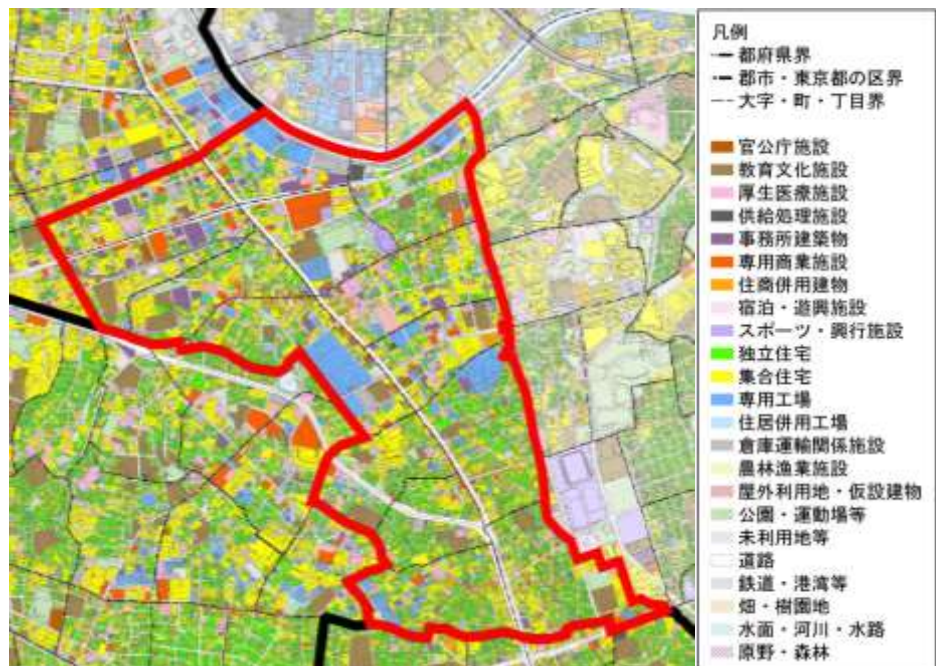 凡例
都府県界
郡市・東京都の区界
大字・町・丁目界
官公庁施設
教育文化施設
厚生医療施設
供給処理施設
事務所建築物
専用商業施設
住商併用建物
宿泊・遊興施設
スポーツ・興行施設
独立住宅
集合住宅
専用工場
住居併用工場
倉庫運輸関係施設
農林漁業施設
屋外利用地・仮設建物
公園・運動場等
未利用地等
道路
鉄道・港湾等
畑・樹園地
水面・河川・水路
原野・森林